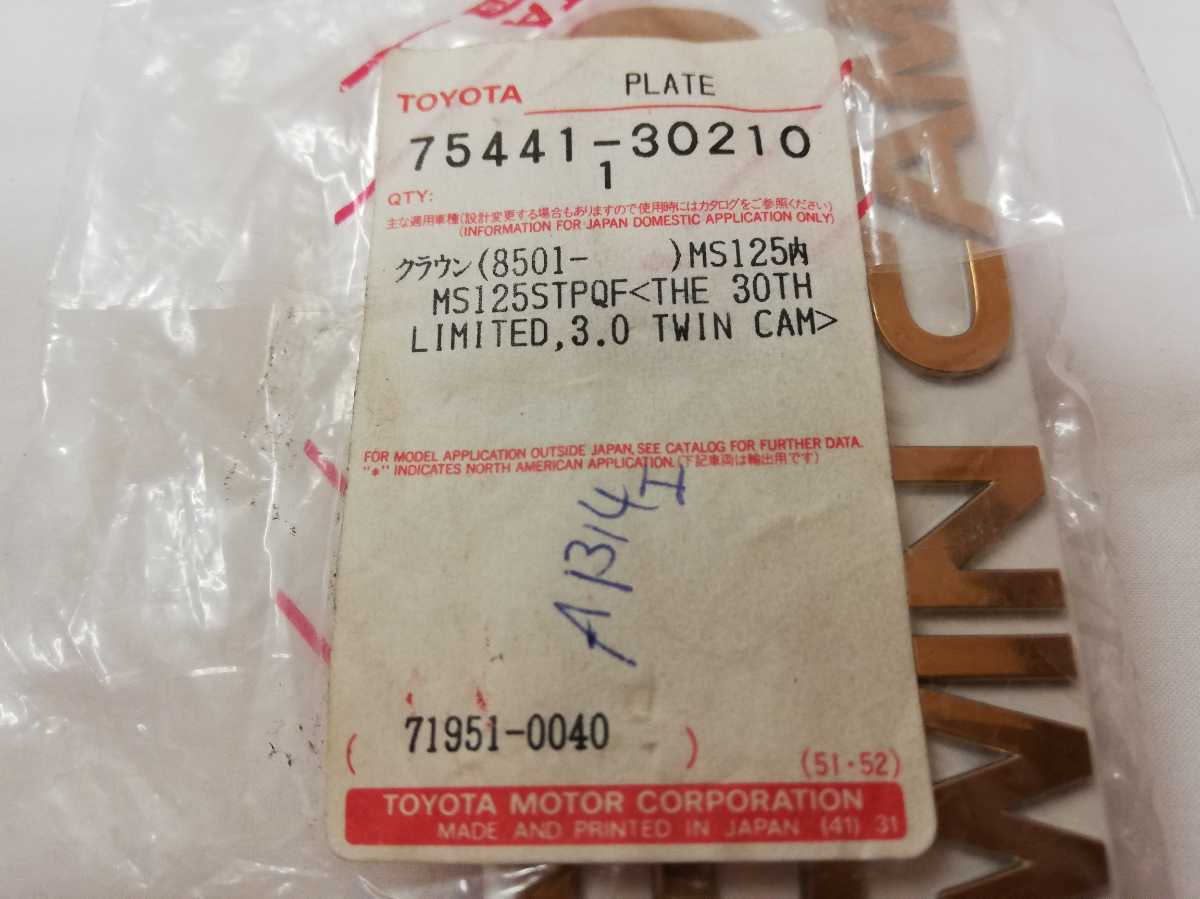 TOYOTA PLATE
75441-30210
QTY: 1
主な適用車種(設計変更する場合もありますので使用時にはカタログをご参照ください)
(INFORMATION FOR JAPAN DOMESTIC APPLICATION ONLY)
クラウン(8501- )MS125内
MS125STPQF<THE 30TH
LIMITED,3.0 TWIN CAM>
FOR MODEL APPLICATION OUTSIDE JAPAN, SEE CATALOG FOR FURTHER DATA.
"*" INDICATES NORTH AMERICAN APPLICATION.(下記車両は輸出用です)
A1314 I
( 71951-0040 )
(51・52)
TOYOTA MOTOR CORPORATION
MADE AND PRINTED IN JAPAN (41) 31
TWIN CAM